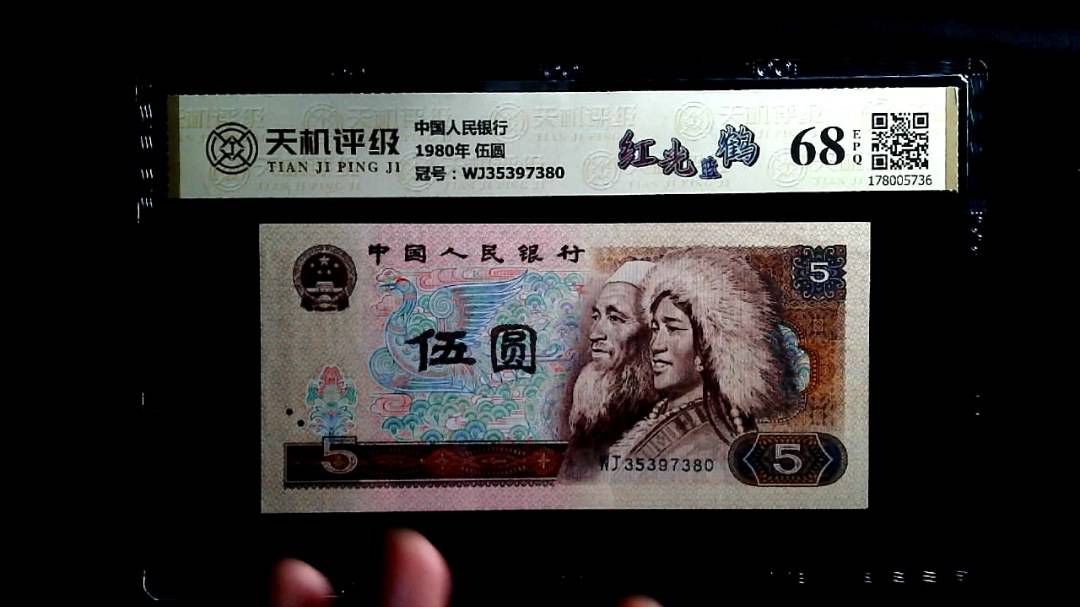 天机评级
TIAN JI PING JI
中国人民银行
1980年 伍圆
冠号：WJ35397380
红光蓝鹤
68
EPQ
178005736
中国人民银行
5
伍圆
5
WJ35397380
5